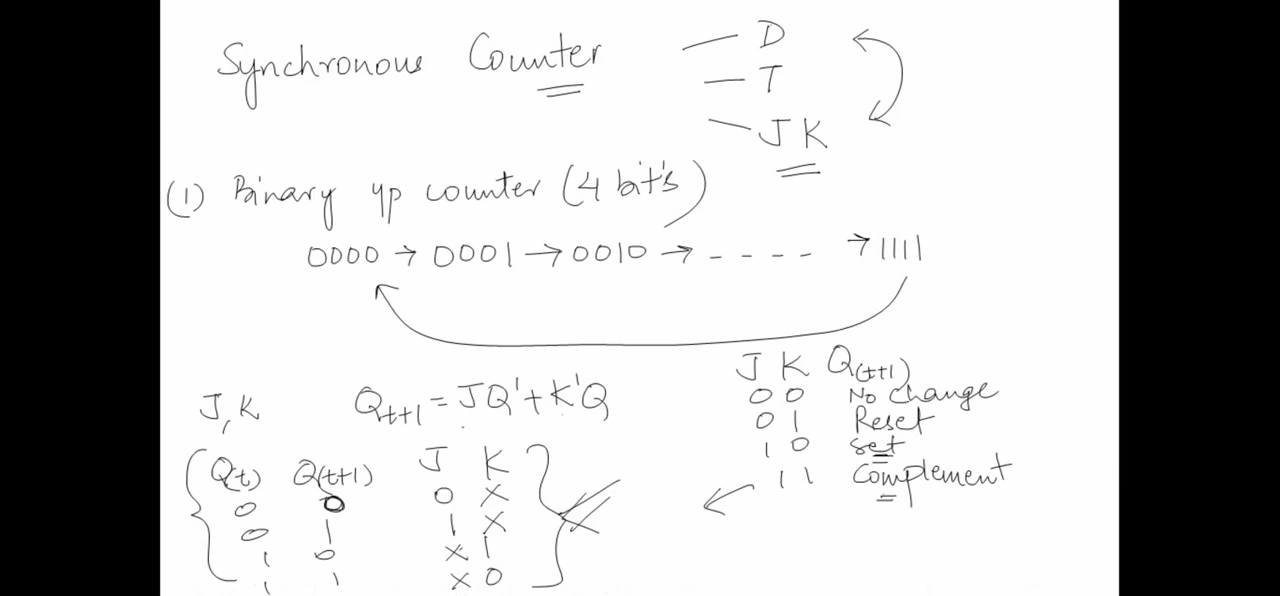 Synchronous Counter — D
— T
— JK
(1) Binary up counter (4 bit's)
0000 → 0001 → 0010 → - - - - → 1111
J K Q(t+1)
0 0 No change
0 1 Reset
1 0 set
1 1 Complement
J, K Qt+1 = JQ' + K'Q
Q(t) Q(t+1) J K
0 0 0 X
0 1 1 X
1 0 X 1
1 1 X 0